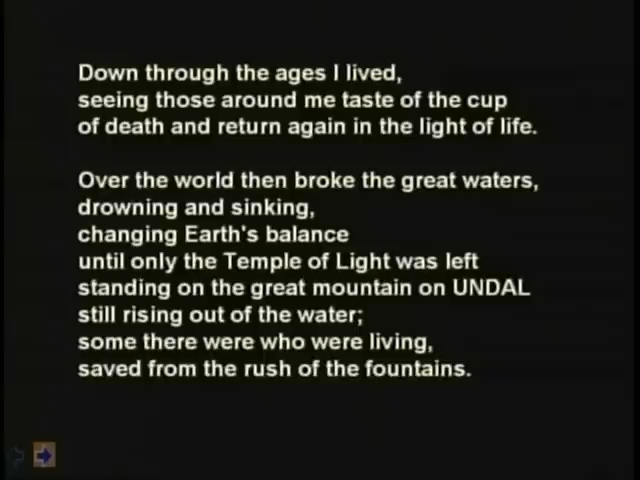 Down through the ages I lived,
seeing those around me taste of the cup
of death and return again in the light of life.
Over the world then broke the great waters,
drowning and sinking,
changing Earth's balance
until only the Temple of Light was left
standing on the great mountain on UNDAL
still rising out of the water;
some there were who were living,
saved from the rush of the fountains.